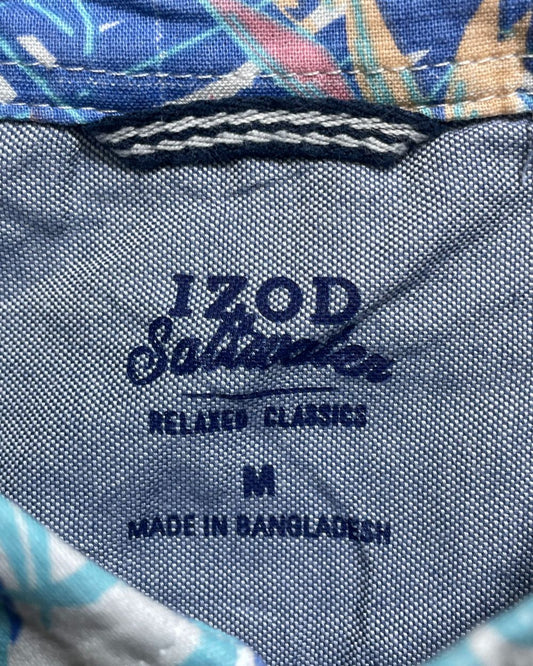 IZOD
Saltwater
RELAXED CLASSICS
M
MADE IN BANGLADESH